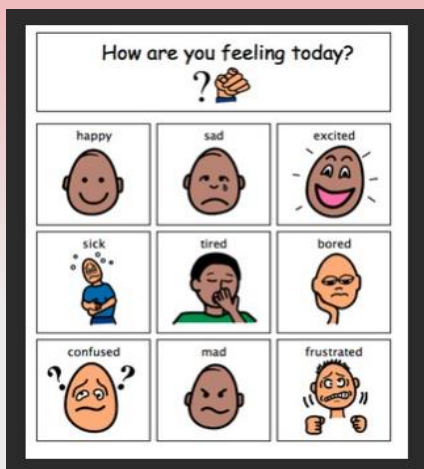 How are you feeling today?
?
happy sad excited
sick tired bored
confused mad frustrated
? ?